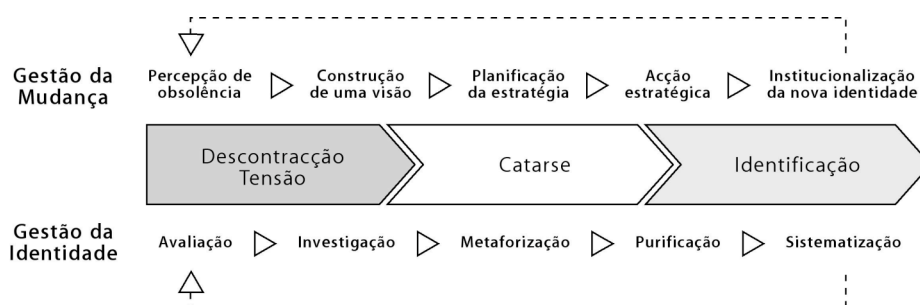 Gestão da
Mudança
Percepção de
obsolência
Construção
de uma visão
Planificação
da estratégia
Acção
estratégica
Institucionalização
da nova identidade
Descontracção
Tensão
Catarse
Identificação
Gestão da
Identidade
Avaliação
Investigação
Metaforização
Purificação
Sistematização